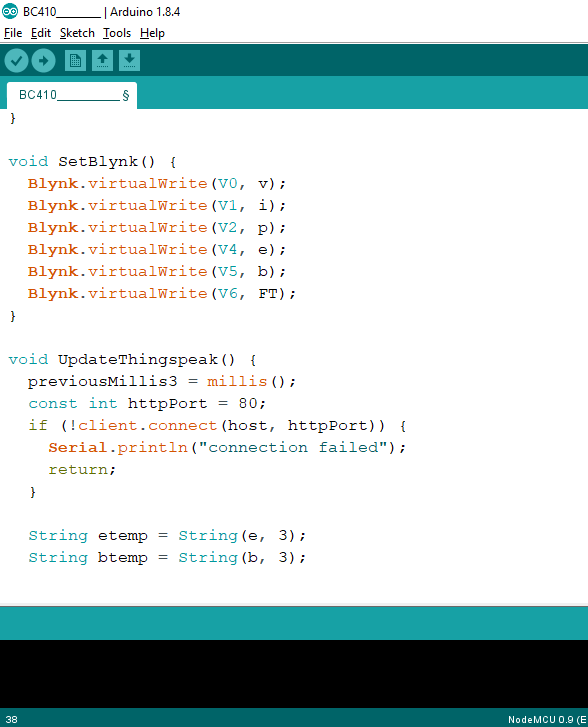 BC410________ | Arduino 1.8.4
File Edit Sketch Tools Help
BC410__________ §
}
void SetBlynk() {
  Blynk.virtualWrite(V0, v);
  Blynk.virtualWrite(V1, i);
  Blynk.virtualWrite(V2, p);
  Blynk.virtualWrite(V4, e);
  Blynk.virtualWrite(V5, b);
  Blynk.virtualWrite(V6, FT);
}
void UpdateThingspeak() {
  previousMillis3 = millis();
  const int httpPort = 80;
  if (!client.connect(host, httpPort)) {
    Serial.println("connection failed");
    return;
  }
  String etemp = String(e, 3);
  String btemp = String(b, 3);
38
NodeMCU 0.9 (E